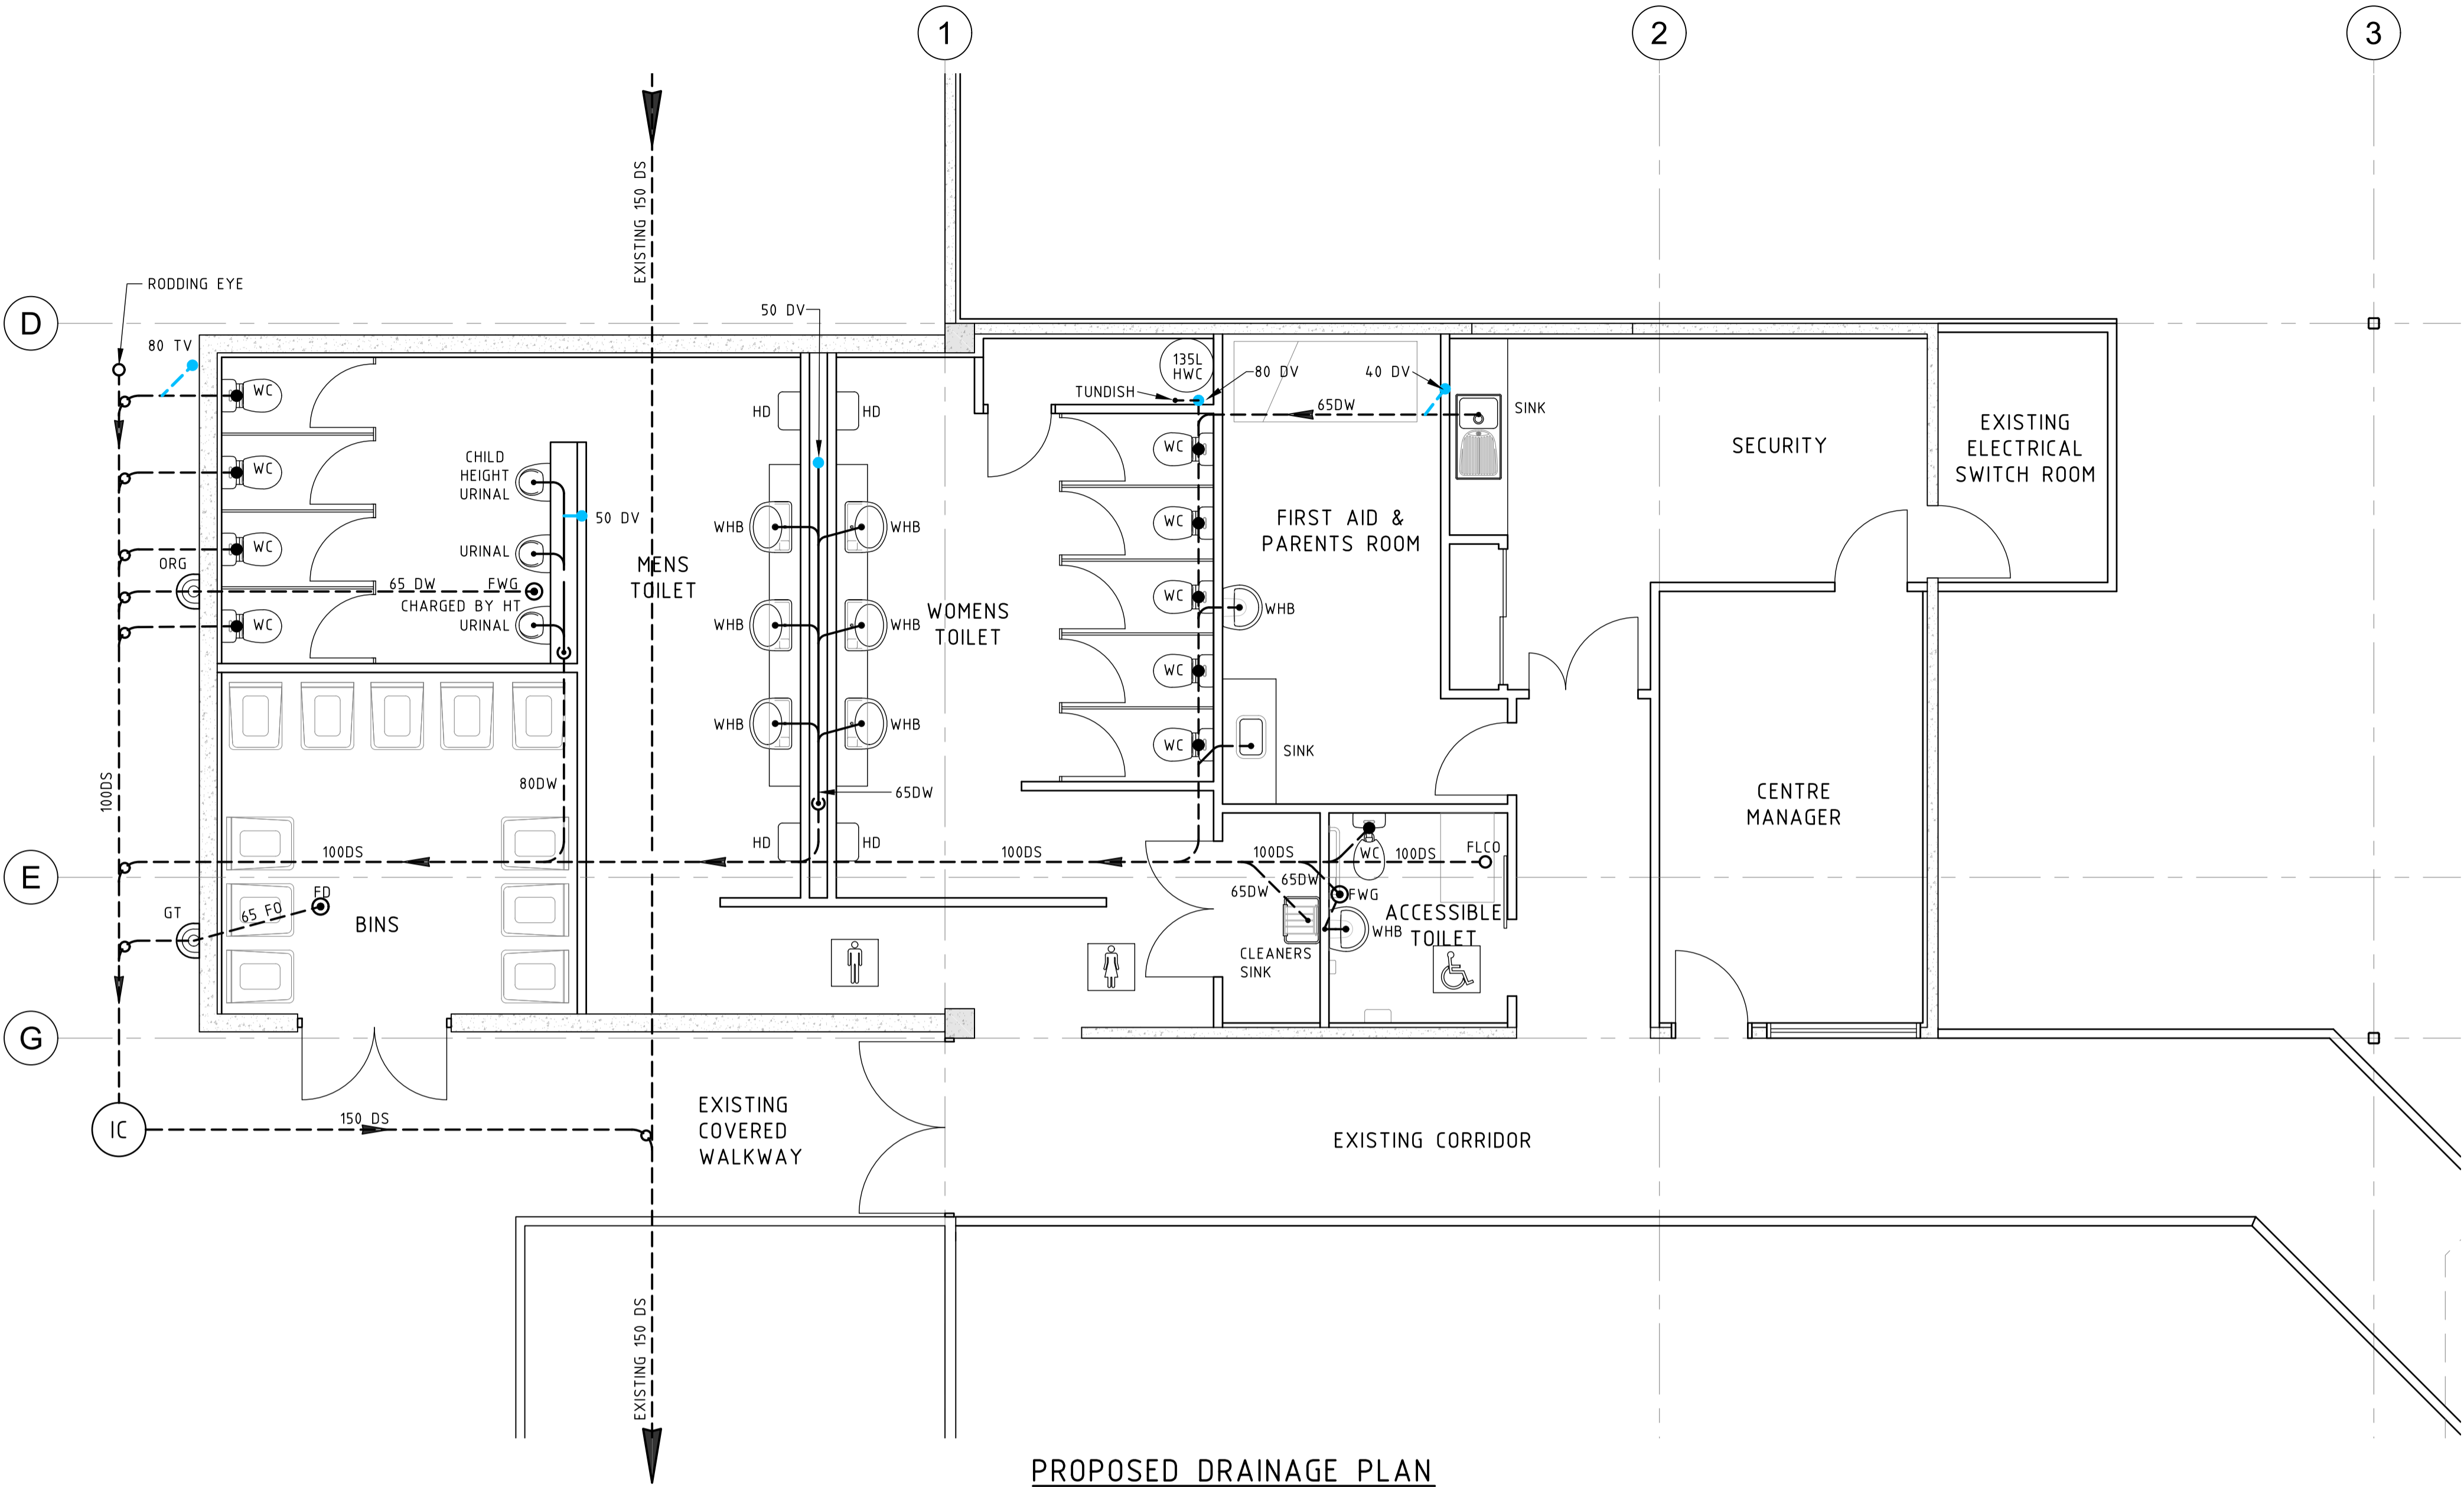 1
2
3
EXISTING 150 DS
RODDING EYE
D
50 DV
80 TV
135L
HWC
80 DV
40 DV
TUNDISH
WC
HD
HD
65DW
SINK
EXISTING
ELECTRICAL
SWITCH ROOM
SECURITY
WC
CHILD
HEIGHT
URINAL
WC
50 DV
WHB
WHB
WC
FIRST AID &
PARENTS ROOM
WC
URINAL
ORG
MENS
TOILET
65 DW
FWG
CHARGED BY HT
URINAL
WC
WHB
WHB
WOMENS
TOILET
WC
WHB
WC
WHB
WHB
WC
SINK
100DS
80DW
65DW
CENTRE
MANAGER
HD
HD
100DS
100DS
100DS
WC
100DS
FLCO
E
65DW
65DW
FD
FWG
GT
65 FO
BINS
ACCESSIBLE
TOILET
WHB
CLEANERS
SINK
G
IC
150 DS
EXISTING
COVERED
WALKWAY
EXISTING CORRIDOR
EXISTING 150 DS
PROPOSED DRAINAGE PLAN